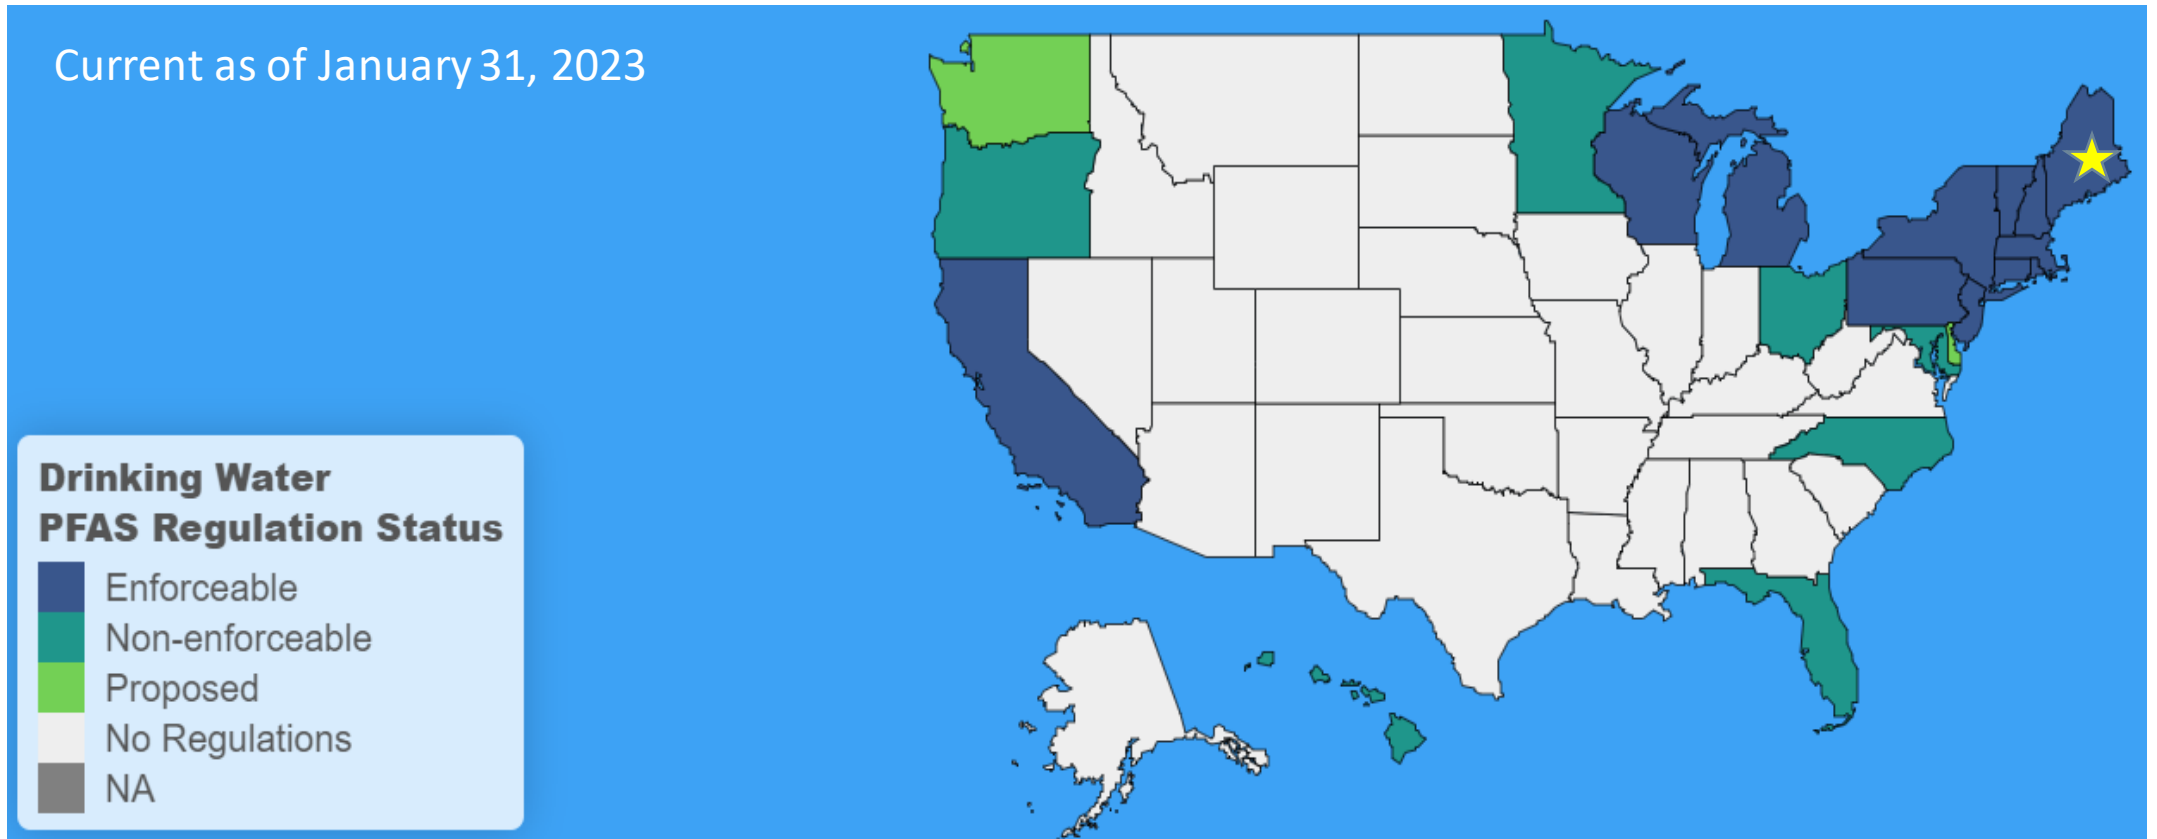 Current as of January 31, 2023
Drinking Water
PFAS Regulation Status
Enforceable
Non-enforceable
Proposed
No Regulations
NA